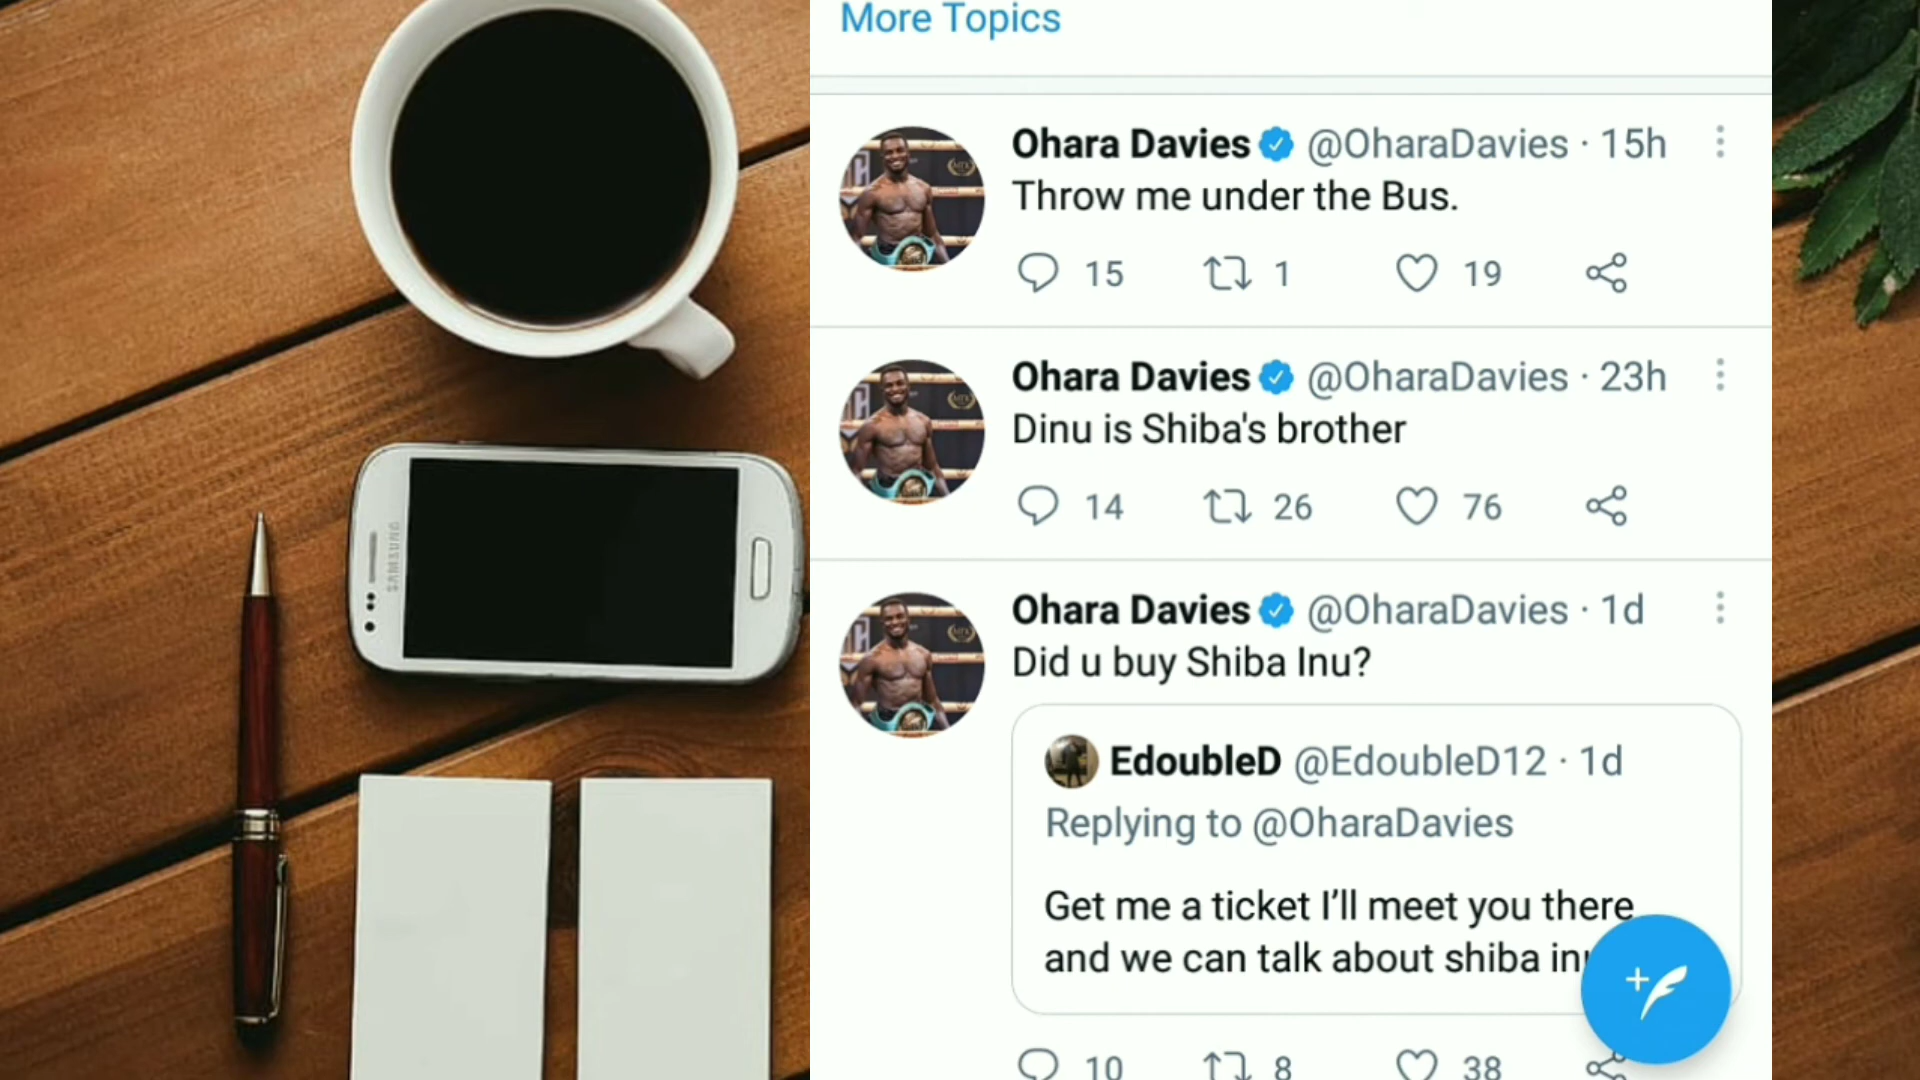 More Topics
Ohara Davies @OharaDavies · 15h
Throw me under the Bus.
15 1 19
Ohara Davies @OharaDavies · 23h
Dinu is Shiba's brother
14 26 76
Ohara Davies @OharaDavies · 1d
Did u buy Shiba Inu?
EdoubleD @EdoubleD12 · 1d
Replying to @OharaDavies
Get me a ticket I'll meet you there
and we can talk about shiba inu
10 8 38
SAMSUNG